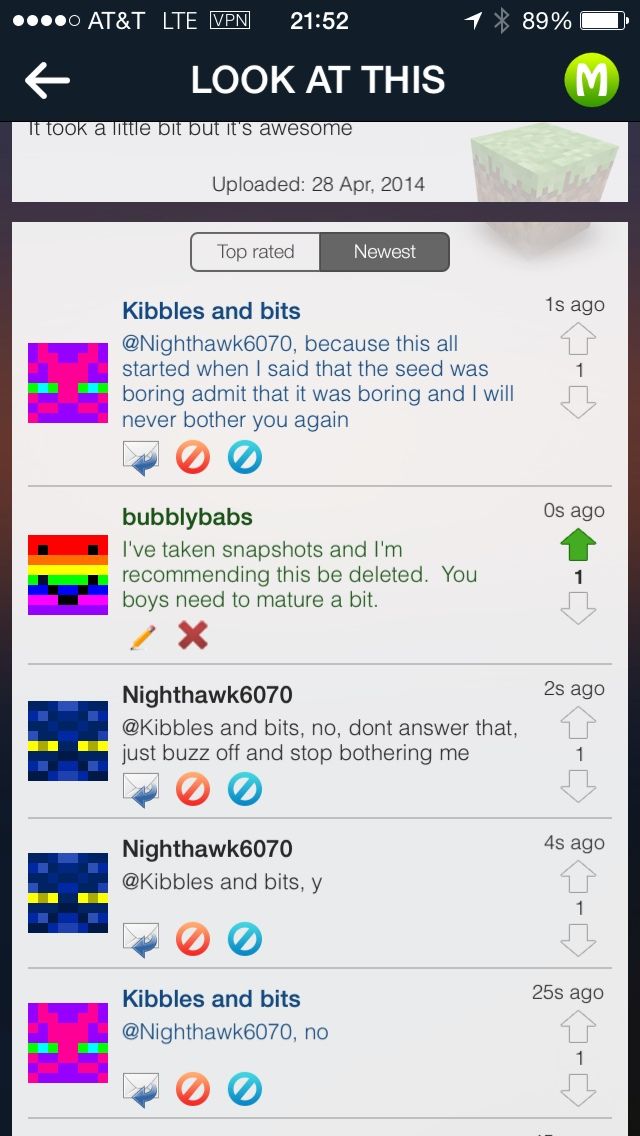 AT&T LTE VPN 21:52 89%
LOOK AT THIS
M
It took a little bit but it's awesome
Uploaded: 28 Apr, 2014
Top rated Newest
Kibbles and bits 1s ago
@Nighthawk6070, because this all
started when I said that the seed was
boring admit that it was boring and I will
never bother you again
1
bubblybabs 0s ago
I've taken snapshots and I'm
recommending this be deleted.  You
boys need to mature a bit.
1
Nighthawk6070 2s ago
@Kibbles and bits, no, dont answer that,
just buzz off and stop bothering me
1
Nighthawk6070 4s ago
@Kibbles and bits, y
1
Kibbles and bits 25s ago
@Nighthawk6070, no
1